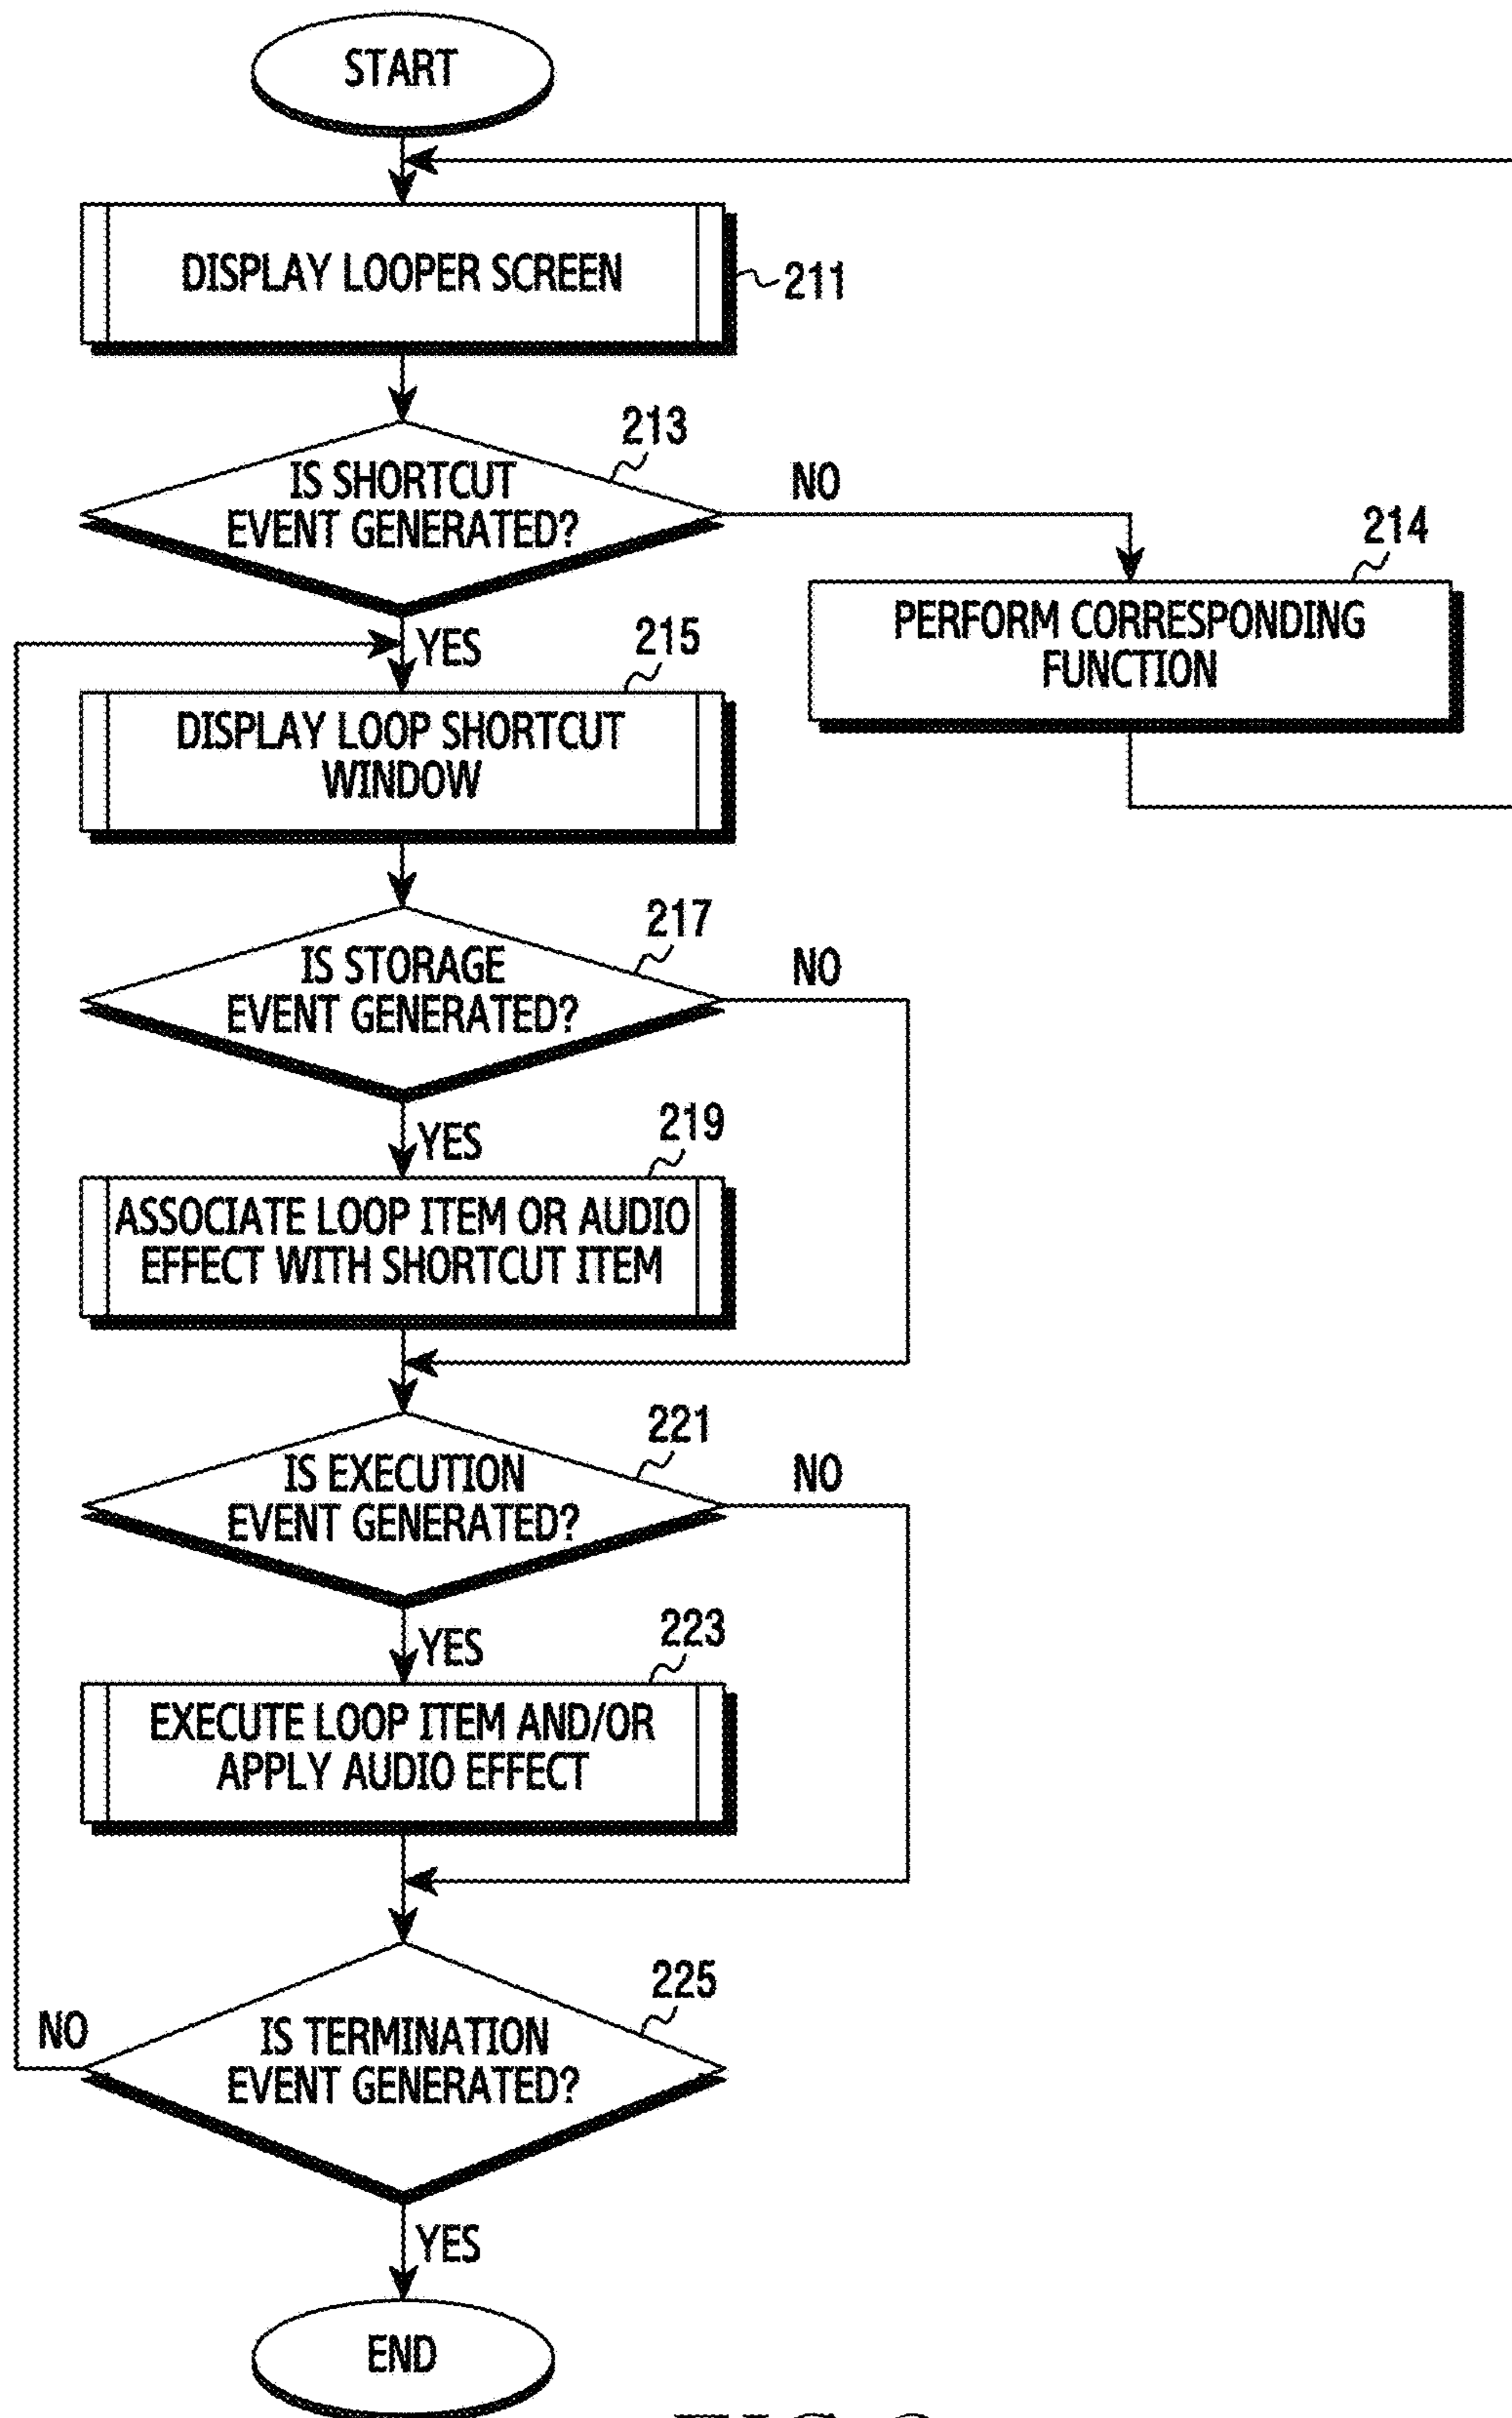 START
DISPLAY LOOPER SCREEN
211
213
IS SHORTCUT
EVENT GENERATED?
NO
214
PERFORM CORRESPONDING
FUNCTION
YES
215
DISPLAY LOOP SHORTCUT
WINDOW
217
IS STORAGE
EVENT GENERATED?
NO
YES
219
ASSOCIATE LOOP ITEM OR AUDIO
EFFECT WITH SHORTCUT ITEM
221
IS EXECUTION
EVENT GENERATED?
NO
YES
223
EXECUTE LOOP ITEM AND/OR
APPLY AUDIO EFFECT
225
IS TERMINATION
EVENT GENERATED?
NO
YES
END